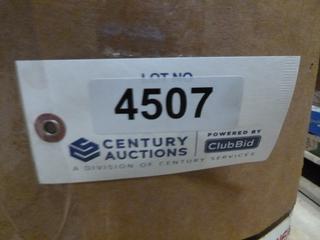 LOT NO.
4507
CENTURY
AUCTIONS
POWERED BY
ClubBid
A DIVISION OF CENTURY SERVICES